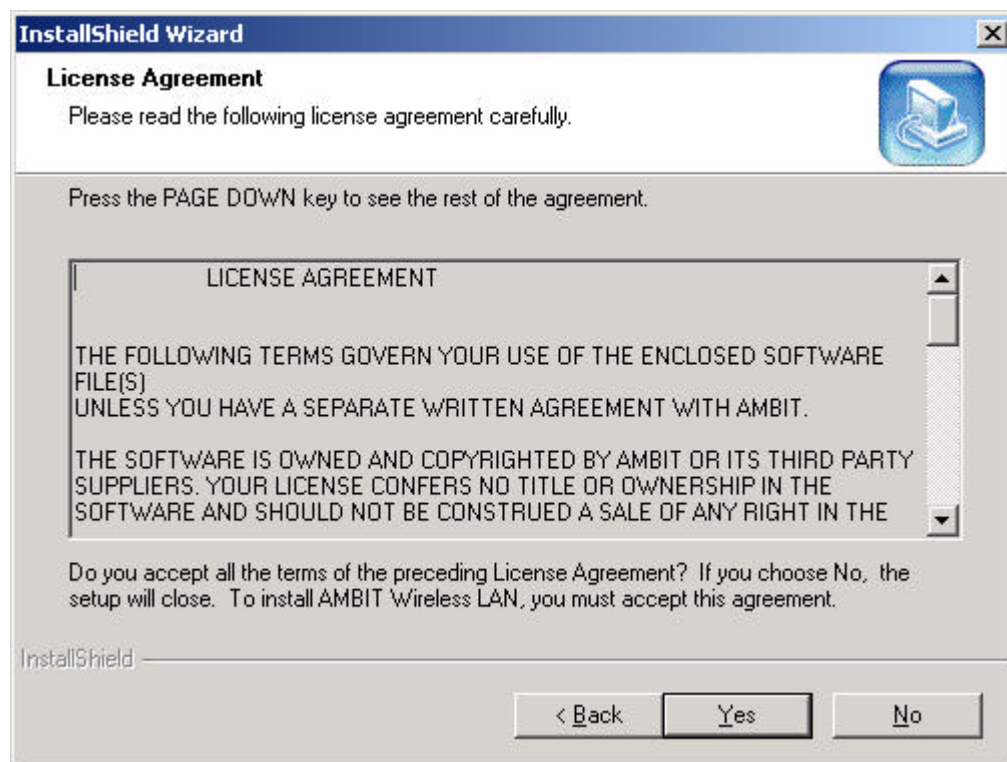 InstallShield Wizard
License Agreement
Please read the following license agreement carefully.
Press the PAGE DOWN key to see the rest of the agreement.
LICENSE AGREEMENT
THE FOLLOWING TERMS GOVERN YOUR USE OF THE ENCLOSED SOFTWARE
FILE(S)
UNLESS YOU HAVE A SEPARATE WRITTEN AGREEMENT WITH AMBIT.
THE SOFTWARE IS OWNED AND COPYRIGHTED BY AMBIT OR ITS THIRD PARTY
SUPPLIERS. YOUR LICENSE CONFERS NO TITLE OR OWNERSHIP IN THE
SOFTWARE AND SHOULD NOT BE CONSTRUED A SALE OF ANY RIGHT IN THE
Do you accept all the terms of the preceding License Agreement? If you choose No, the
setup will close. To install AMBIT Wireless LAN, you must accept this agreement.
InstallShield
< Back Yes No